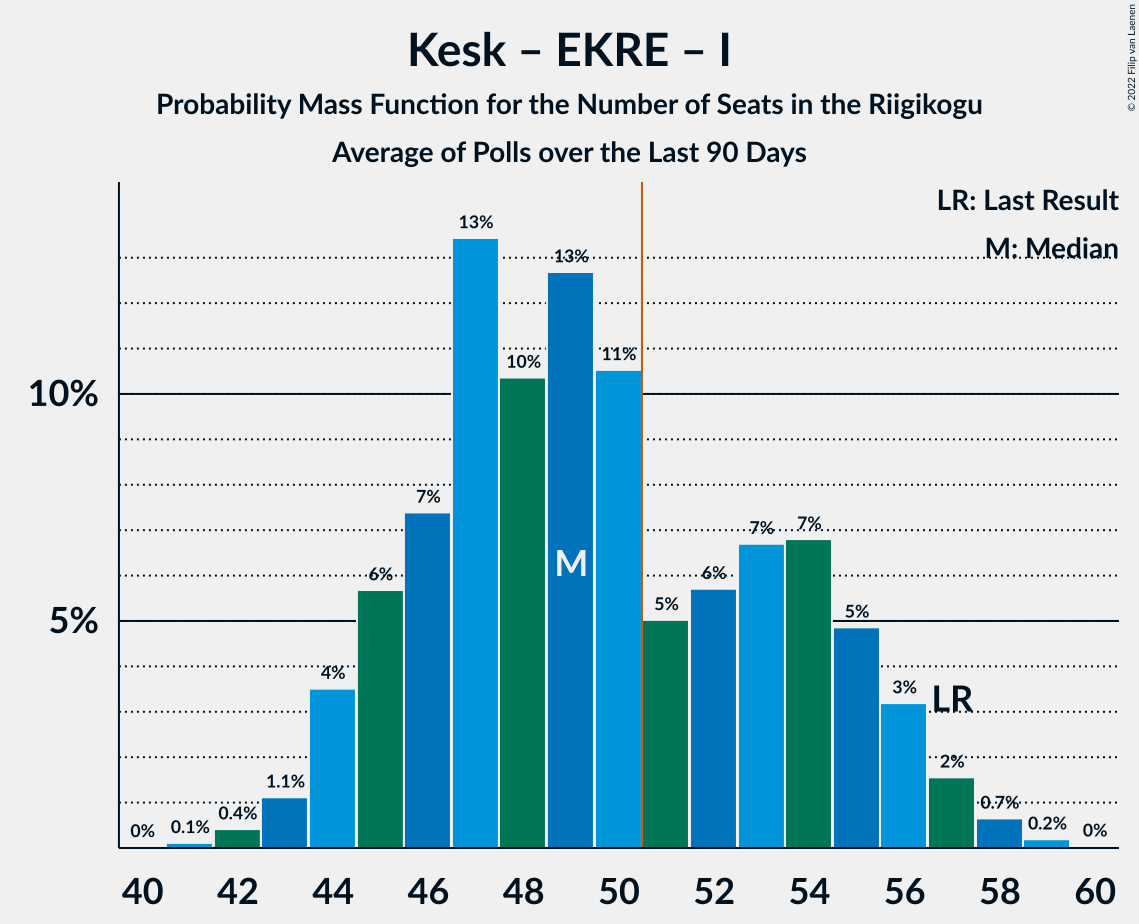 Kesk – EKRE – I
Probability Mass Function for the Number of Seats in the Riigikogu
Average of Polls over the Last 90 Days
© 2022 Filip van Laenen
LR: Last Result
M: Median
10%
5%
0%
0.1%
0.4%
1.1%
4%
6%
7%
13%
10%
13%
11%
5%
6%
7%
7%
5%
3%
2%
0.7%
0.2%
0%
M
LR
40 42 44 46 48 50 52 54 56 58 60